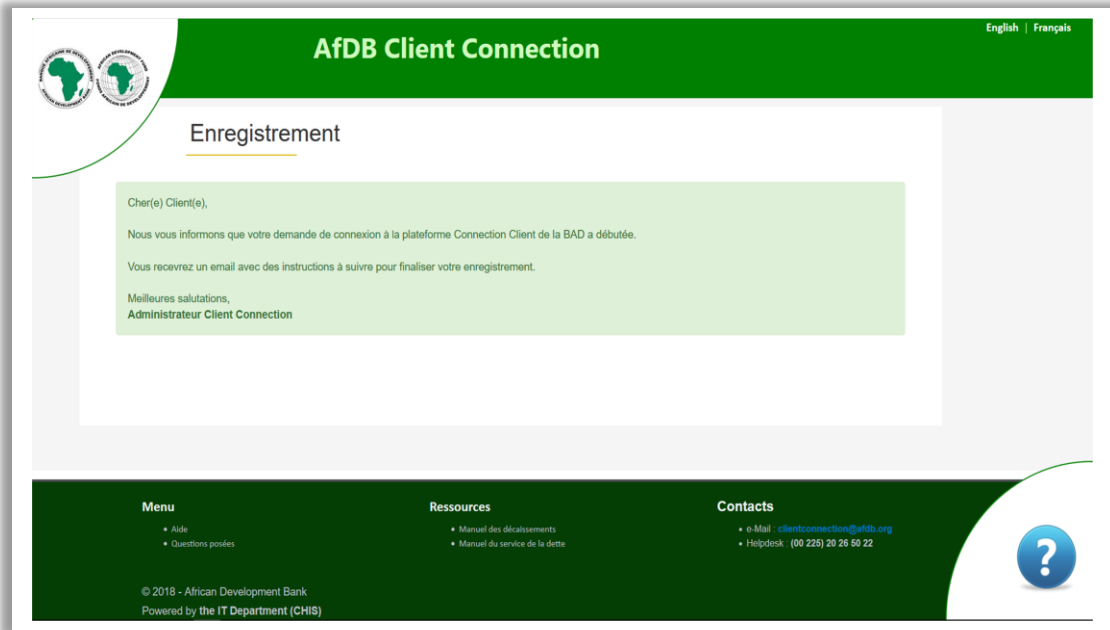 English | Français
AfDB Client Connection
Enregistrement
Cher(e) Client(e),
Nous vous informons que votre demande de connexion à la plateforme Connection Client de la BAD a débutée.
Vous recevrez un email avec des instructions à suivre pour finaliser votre enregistrement.
Meilleures salutations,
Administrateur Client Connection
Menu
Aide
Questions posées
Ressources
Manuel des décaissements
Manuel du service de la dette
Contacts
e-Mail : clientconnection@afdb.org
Helpdesk : (00 225) 20 26 50 22
© 2018 - African Development Bank
Powered by the IT Department (CHIS)
?